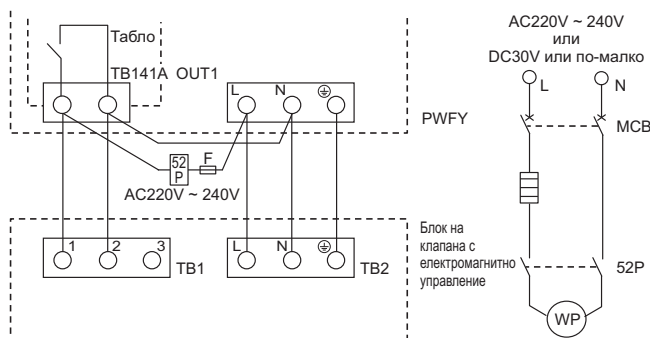 Табло
TB141A OUT1
L N
PWFY
52
P
F
AC220V ~ 240V
1 2 3
TB1
L N
TB2
Блок на
клапана с
електромагнитно
управление
AC220V ~ 240V
или
DC30V или по-малко
L N
MCB
52P
WP